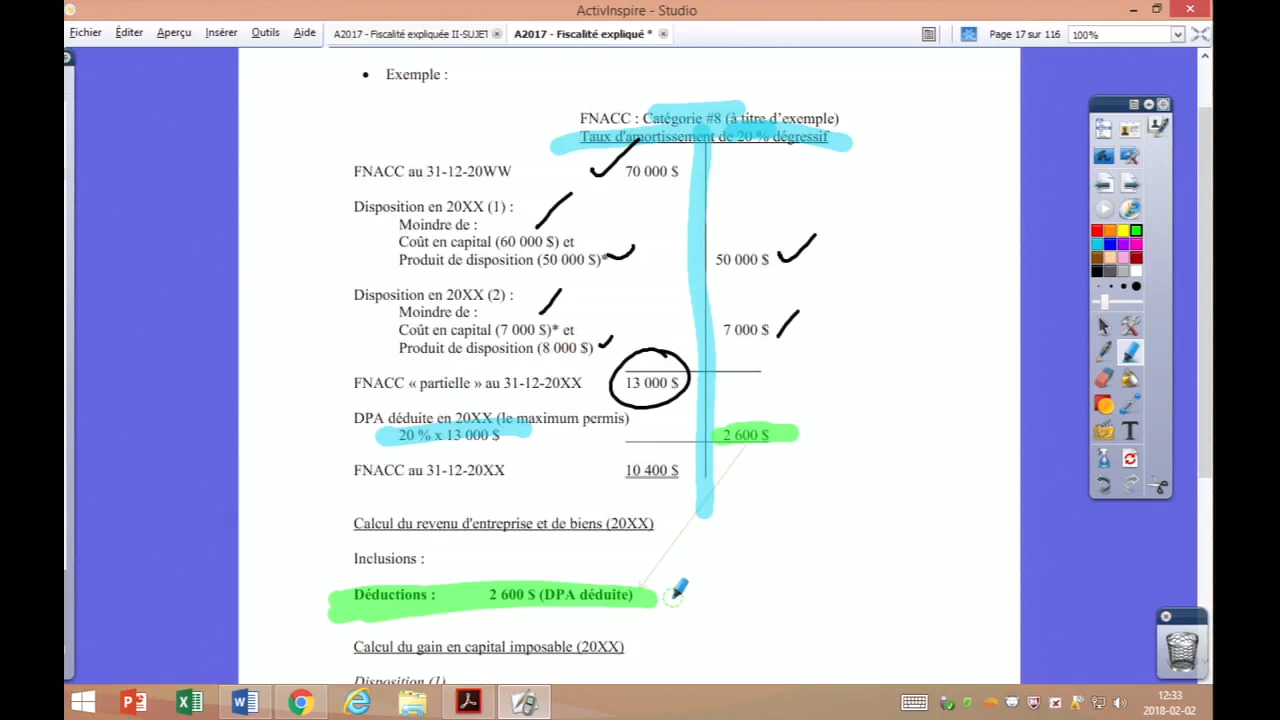 ActivInspire - Studio
Fichier Éditer Aperçu Insérer Outils Aide
A2017 - Fiscalité expliquée II-SUJET
A2017 - Fiscalité expliqué *
Page 17 sur 116
100%
• Exemple :
FNACC : Catégorie #8 (à titre d’exemple)
Taux d'amortissement de 20 % dégressif
FNACC au 31-12-20WW 70 000 $
Disposition en 20XX (1) :
Moindre de :
Coût en capital (60 000 $) et
Produit de disposition (50 000 $)* 50 000 $
Disposition en 20XX (2) :
Moindre de :
Coût en capital (7 000 $)* et 7 000 $
Produit de disposition (8 000 $)
FNACC « partielle » au 31-12-20XX 13 000 $
DPA déduite en 20XX (le maximum permis)
20 % x 13 000 $ 2 600 $
FNACC au 31-12-20XX 10 400 $
Calcul du revenu d'entreprise et de biens (20XX)
Inclusions :
Déductions : 2 600 $ (DPA déduite)
Calcul du gain en capital imposable (20XX)
Disposition (1)
12:33
2018-02-02